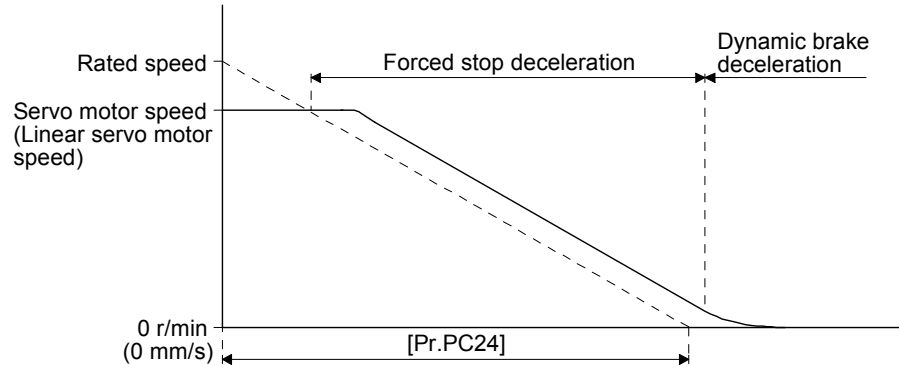 Rated speed
Forced stop deceleration
Dynamic brake
deceleration
Servo motor speed
(Linear servo motor
speed)
0 r/min
(0 mm/s)
[Pr.PC24]